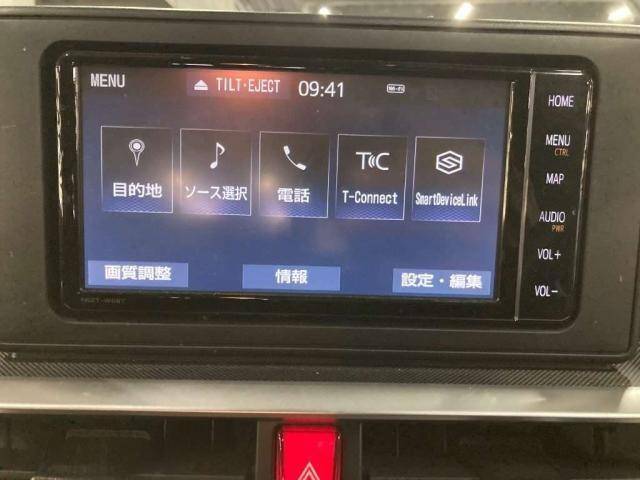 MENU
TILT·EJECT
09:41
目的地
ソース選択
電話
T-Connect
SmartDeviceLink
画質調整
情報
設定・編集
HOME
MENU
CTRL
MAP
AUDIO
PWR
VOL+
VOL-